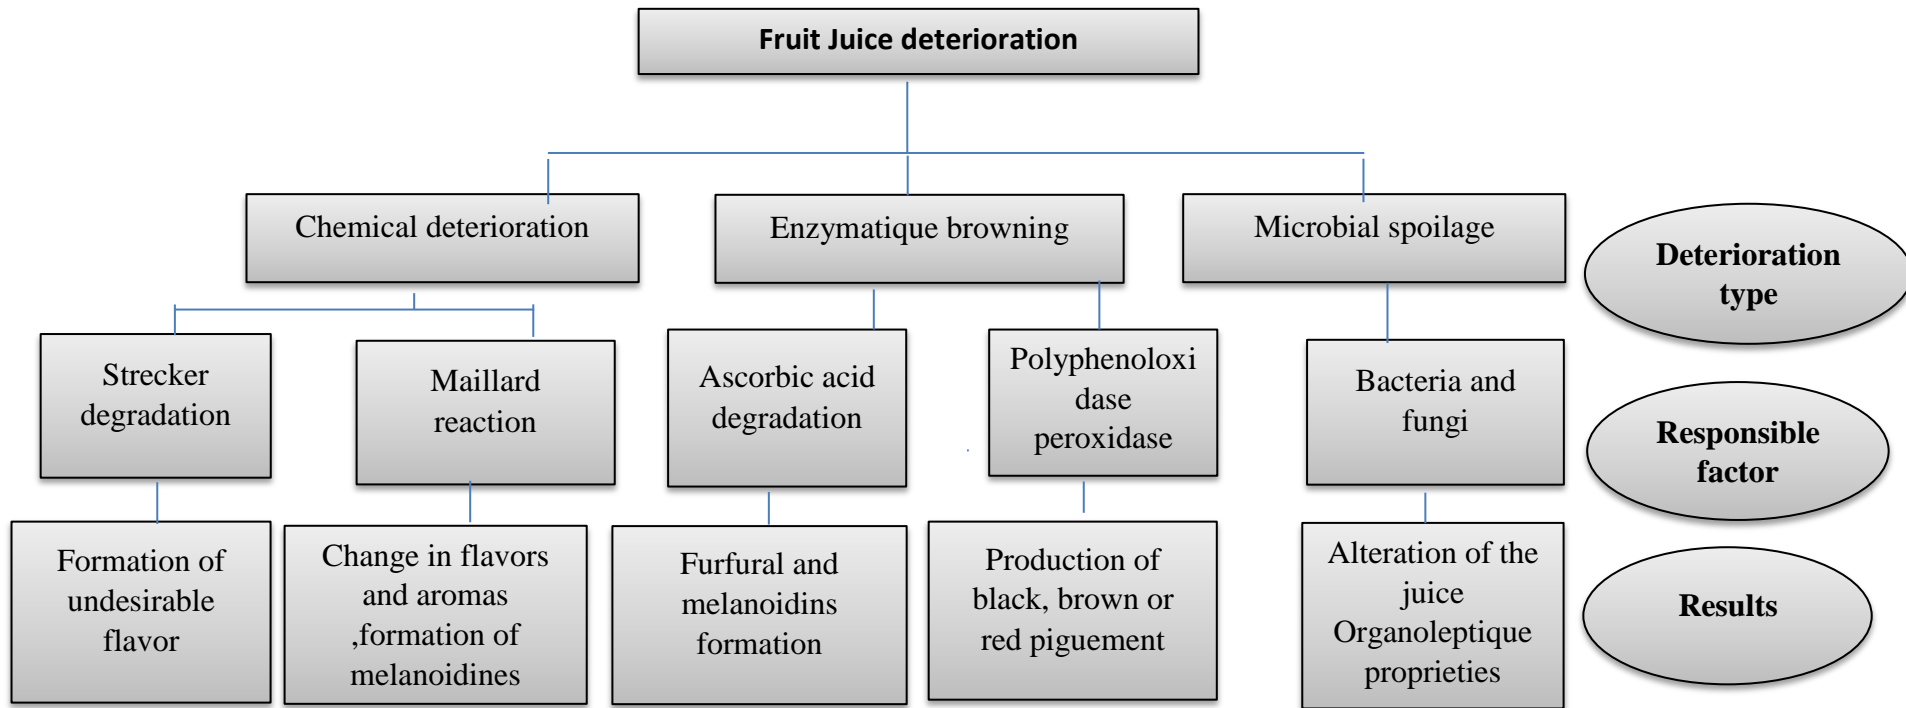 Fruit Juice deterioration
Chemical deterioration
Enzymatique browning
Microbial spoilage
Deterioration
type
Strecker
degradation
Maillard
reaction
Ascorbic acid
degradation
Polyphenoloxi
dase
peroxidase
Bacteria and
fungi
Responsible
factor
Formation of
undesirable
flavor
Change in flavors
and aromas
,formation of
melanoidines
Furfural and
melanoidins
formation
Production of
black, brown or
red piguement
Alteration of the
juice
Organoleptique
proprieties
Results